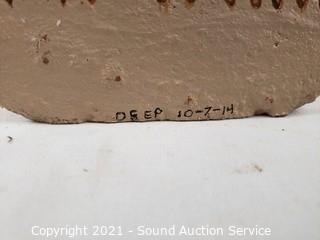 DEEP 10-7-14
Copyright 2021 - Sound Auction Service